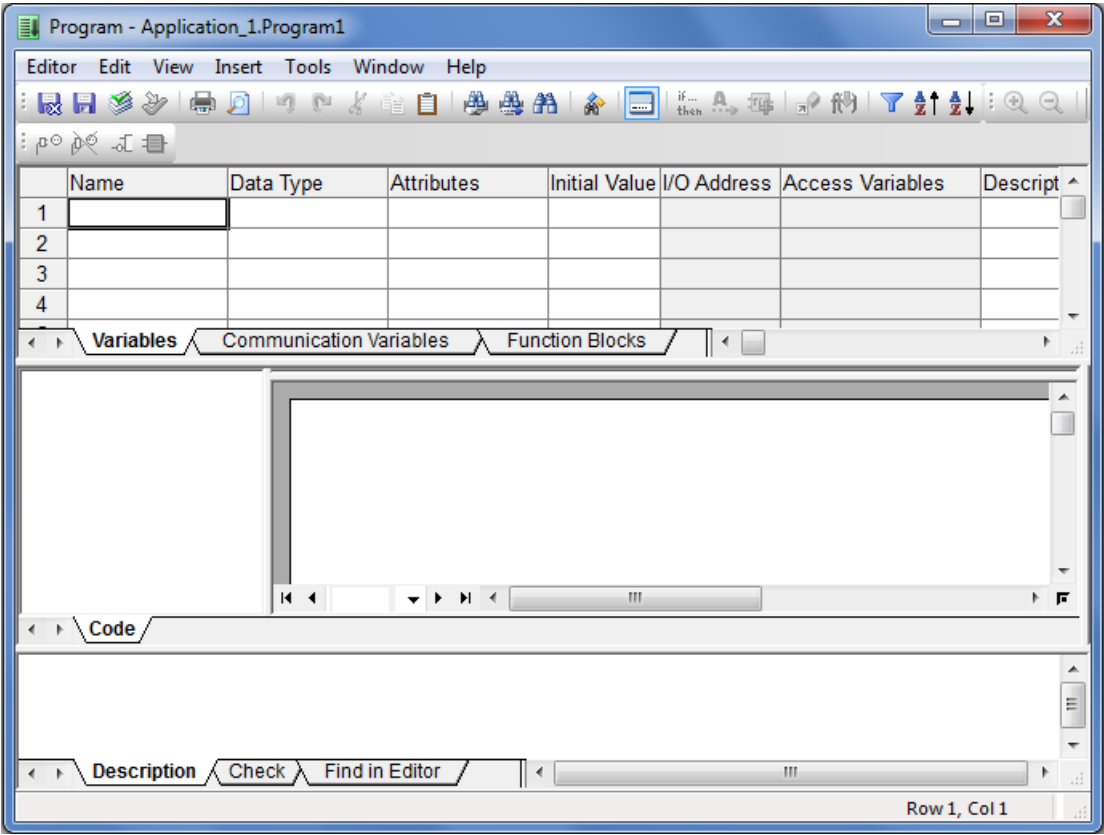 Program - Application_1.Program1
Editor Edit View Insert Tools Window Help
if... then
Name Data Type Attributes Initial Value I/O Address Access Variables Descript
1
2
3
4
Variables Communication Variables Function Blocks
Code
Description Check Find in Editor
Row 1, Col 1